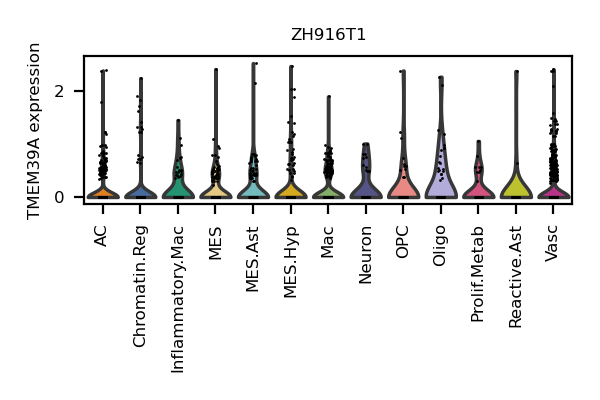 ZH916T1
TMEM39A expression
2
0
AC
Chromatin.Reg
Inflammatory.Mac
MES
MES.Ast
MES.Hyp
Mac
Neuron
OPC
Oligo
Prolif.Metab
Reactive.Ast
Vasc